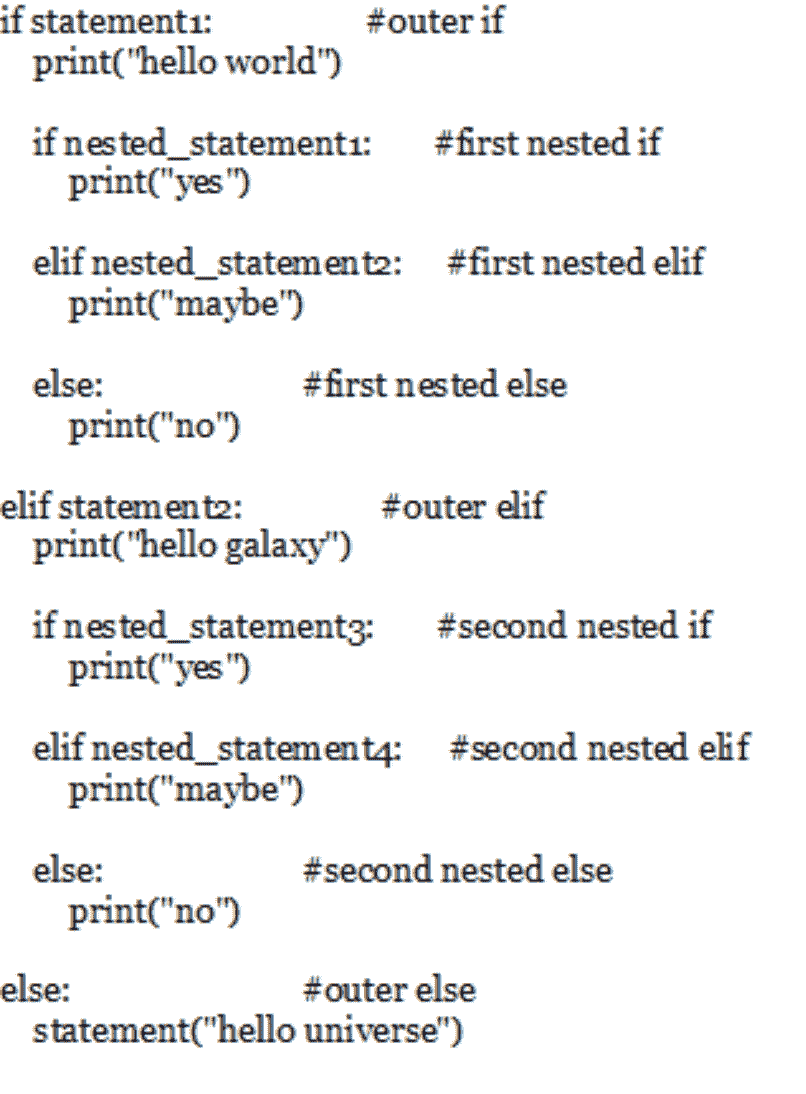 if statement1: #outer if
    print("hello world")
    if nested_statement1: #first nested if
        print("yes")
    elif nested_statement2: #first nested elif
        print("maybe")
    else: #first nested else
        print("no")
elif statement2: #outer elif
    print("hello galaxy")
    if nested_statement3: #second nested if
        print("yes")
    elif nested_statement4: #second nested elif
        print("maybe")
    else: #second nested else
        print("no")
else: #outer else
    statement("hello universe")